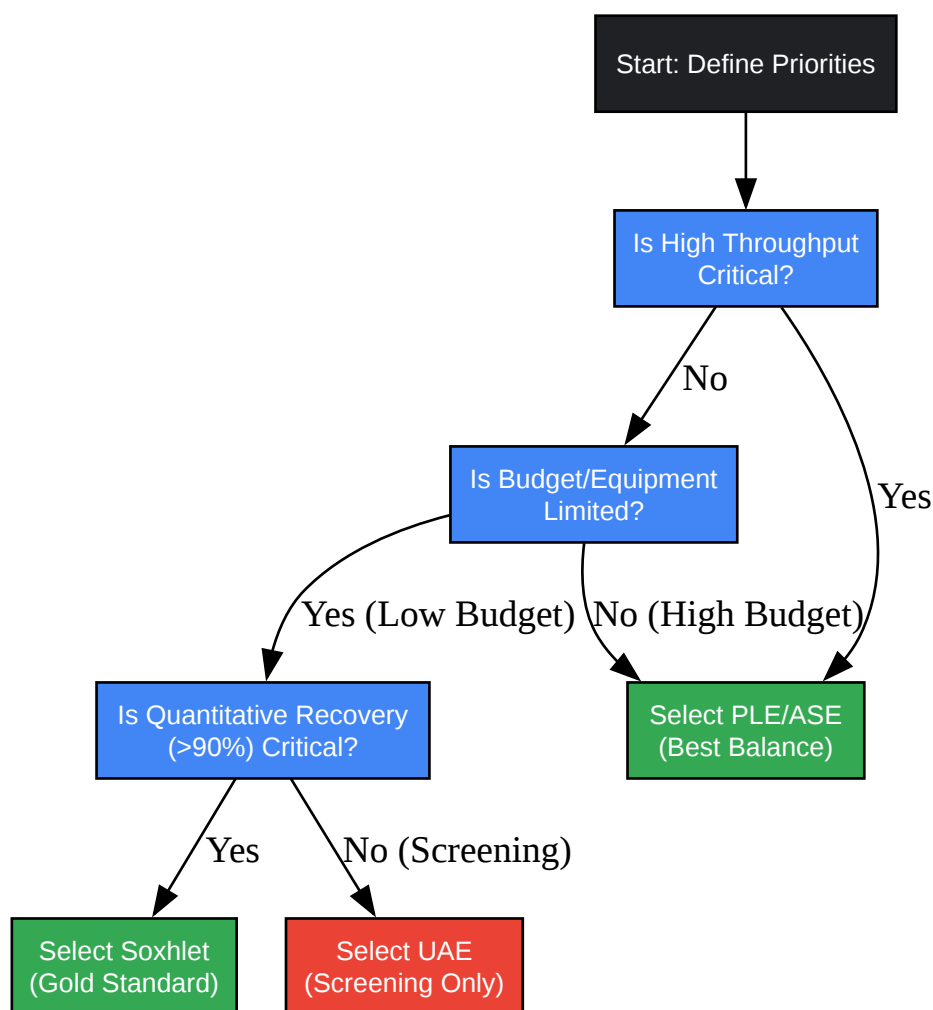 Start: Define Priorities
Is High Throughput
Critical?
No
Yes
Is Budget/Equipment
Limited?
Yes (Low Budget)
No (High Budget)
Is Quantitative Recovery
(>90%) Critical?
Select PLE/ASE
(Best Balance)
Yes
No (Screening)
Select Soxhlet
(Gold Standard)
Select UAE
(Screening Only)